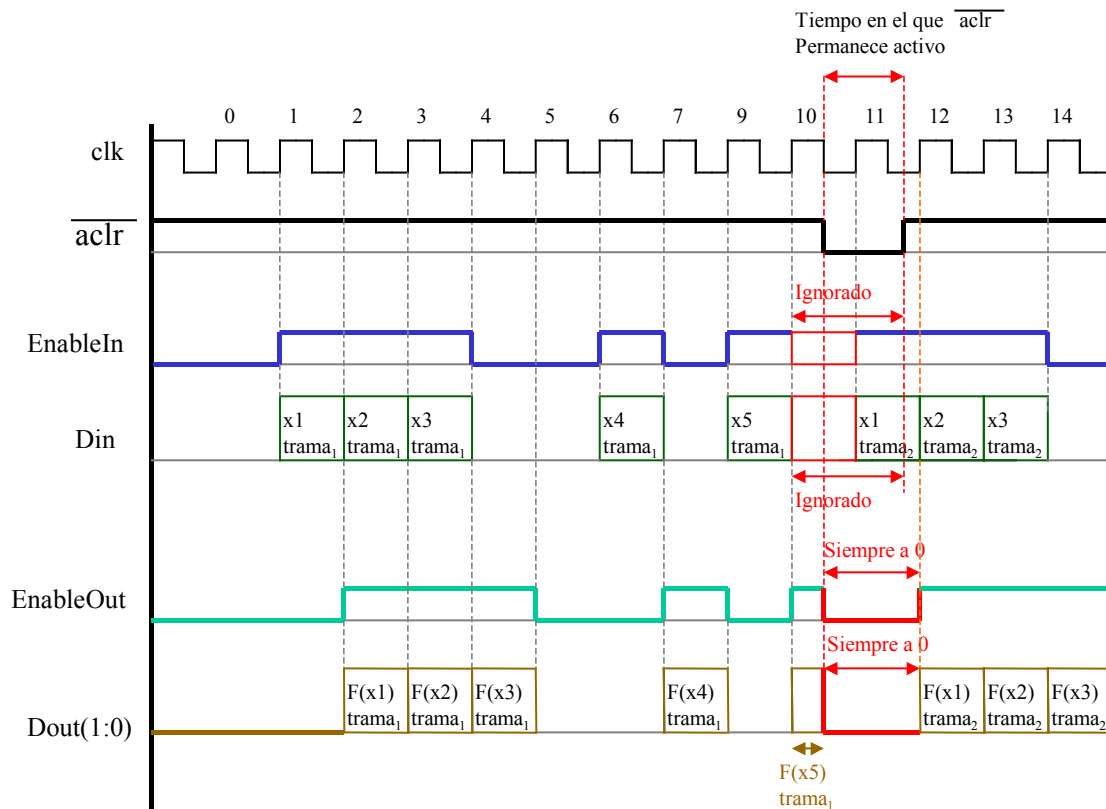 Tiempo en el que aclr
Permanece activo
0 1 2 3 4 5 6 7 9 10 11 12 13 14
clk
aclr
Ignorado
EnableIn
Din
x1 x2 x3 x4 x5 x1 x2 x3
trama1 trama1 trama1 trama1 trama1 trama2 trama2 trama2
Ignorado
Siempre a 0
EnableOut
Siempre a 0
F(x1) F(x2) F(x3) F(x4) F(x1) F(x2) F(x3)
trama1 trama1 trama1 trama1 trama2 trama2 trama2
Dout(1:0)
F(x5)
trama1